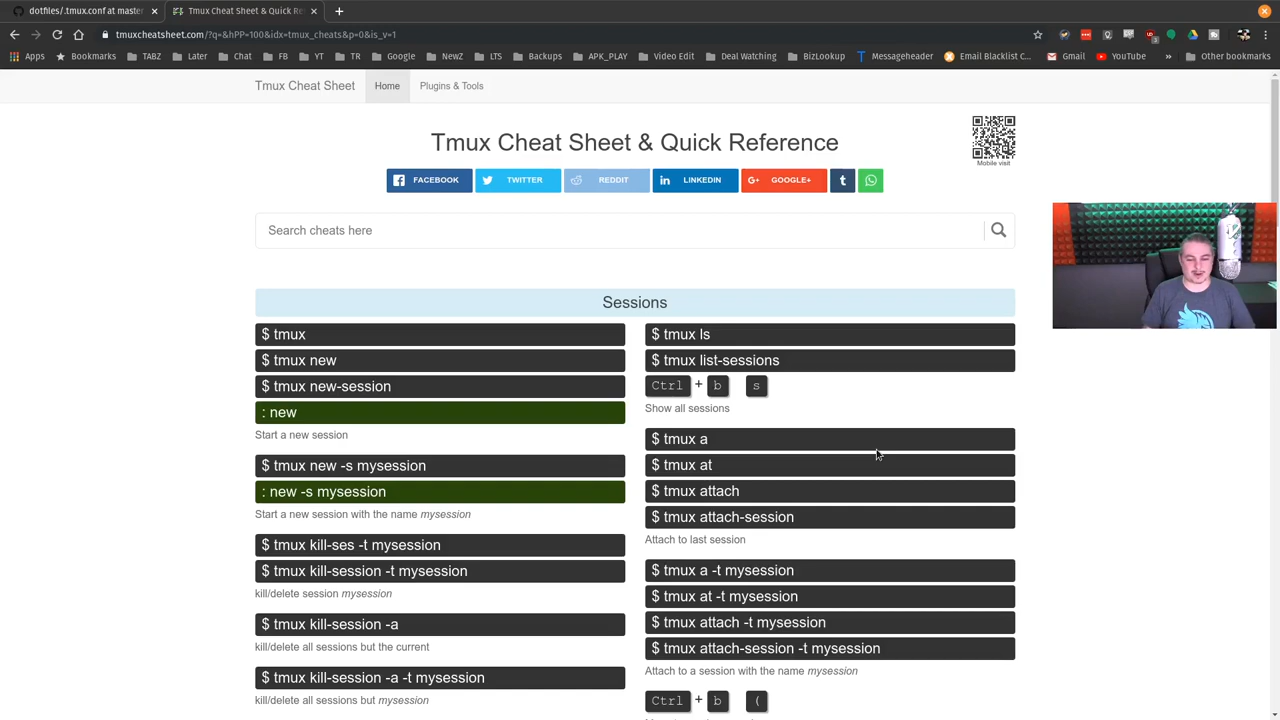 dotfiles/.tmux.conf at master
Tmux Cheat Sheet & Quick Re
tmuxcheatsheet.com/?q=&hPP=100&idx=tmux_cheats&p=0&is_v=1
Apps
Bookmarks
TABZ
Later
Chat
FB
YT
TR
Google
NewZ
LTS
Backups
APK_PLAY
Video Edit
Deal Watching
BizLookup
Messageheader
Email Blacklist C...
Gmail
YouTube
»
Other bookmarks
Tmux Cheat Sheet
Home
Plugins & Tools
Tmux Cheat Sheet & Quick Reference
Mobile visit
FACEBOOK
TWITTER
REDDIT
LINKEDIN
GOOGLE+
Search cheats here
Sessions
$ tmux
$ tmux new
$ tmux new-session
: new
Start a new session
$ tmux new -s mysession
: new -s mysession
Start a new session with the name mysession
$ tmux kill-ses -t mysession
$ tmux kill-session -t mysession
kill/delete session mysession
$ tmux kill-session -a
kill/delete all sessions but the current
$ tmux kill-session -a -t mysession
kill/delete all sessions but mysession
$ tmux ls
$ tmux list-sessions
Ctrl + b s
Show all sessions
$ tmux a
$ tmux at
$ tmux attach
$ tmux attach-session
Attach to last session
$ tmux a -t mysession
$ tmux at -t mysession
$ tmux attach -t mysession
$ tmux attach-session -t mysession
Attach to a session with the name mysession
Ctrl + b (